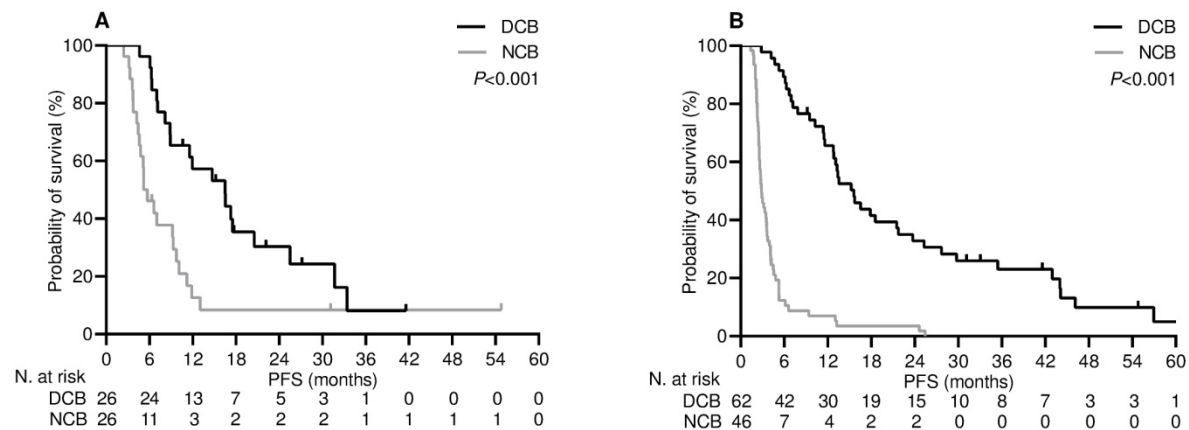 A
DCB
NCB
P<0.001
Probability of survival (%)
100
80
60
40
20
0
0 6 12 18 24 30 36 42 48 54 60
N. at risk
PFS (months)
DCB 26 24 13 7 5 3 1 0 0 0 0
NCB 26 11 3 2 2 2 1 1 1 1 0
B
DCB
NCB
P<0.001
Probability of survival (%)
100
80
60
40
20
0
0 6 12 18 24 30 36 42 48 54 60
N. at risk
PFS (months)
DCB 62 42 30 19 15 10 8 7 3 3 1
NCB 46 7 4 2 2 0 0 0 0 0 0